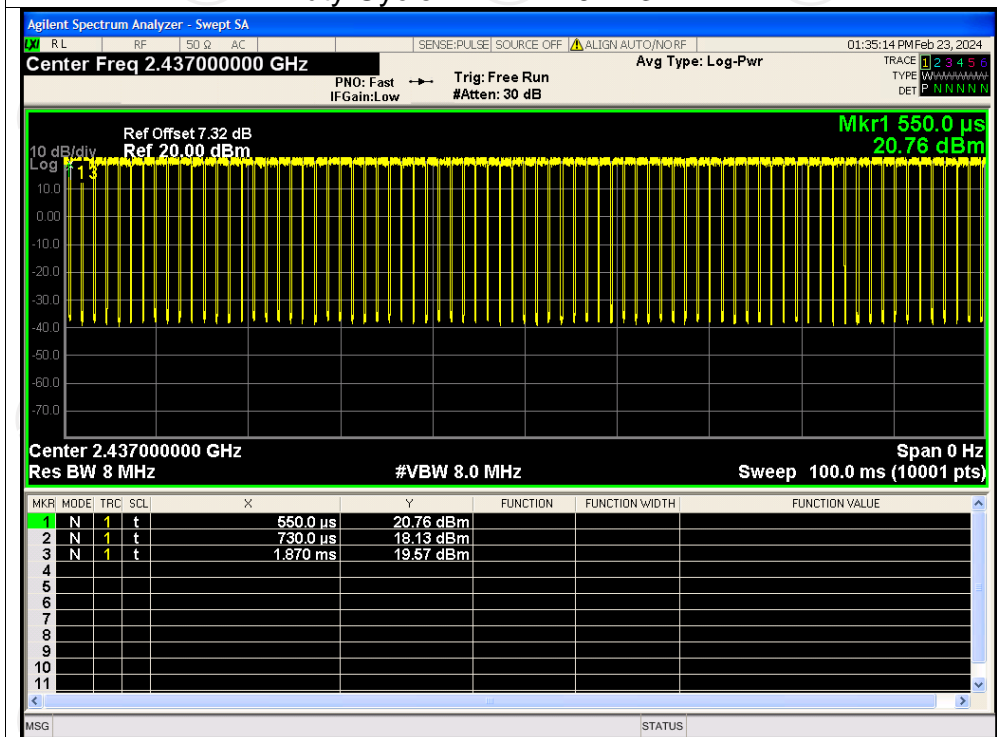 Agilent Spectrum Analyzer - Swept SA
LXI RL RF 50 Ω AC SENSE:PULSE SOURCE OFF ALIGN AUTO/NO RF 01:35:14 PM Feb 23, 2024
Center Freq 2.437000000 GHz Avg Type: Log-Pwr TRACE 1 2 3 4 5 6
PNO: Fast Trig: Free Run TYPE WWWWWW
IFGain:Low #Atten: 30 dB DET P N N N N N
Mkr1 550.0 µs
Ref Offset 7.32 dB
10 dB/div Ref 20.00 dBm 20.76 dBm
Log
1 3
10.0
0.00
-10.0
-20.0
-30.0
-40.0
-50.0
-60.0
-70.0
Center 2.437000000 GHz Span 0 Hz
Res BW 8 MHz #VBW 8.0 MHz Sweep 100.0 ms (10001 pts)
MKR MODE TRC SCL X Y FUNCTION FUNCTION WIDTH FUNCTION VALUE
1 N 1 t 550.0 µs 20.76 dBm
2 N 1 t 730.0 µs 18.13 dBm
3 N 1 t 1.870 ms 19.57 dBm
4
5
6
7
8
9
10
11
MSG STATUS